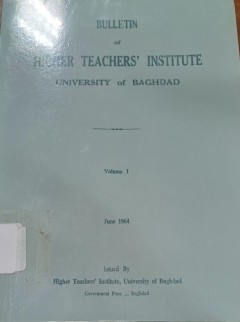 BULLETIN
of
HIGHER TEACHERS' INSTITUTE
UNIVERSITY of BAGHDAD
Volume 1
June 1964
Issued By
Higher Teachers' Institute, University of Baghdad
Government Press _ Baghdad